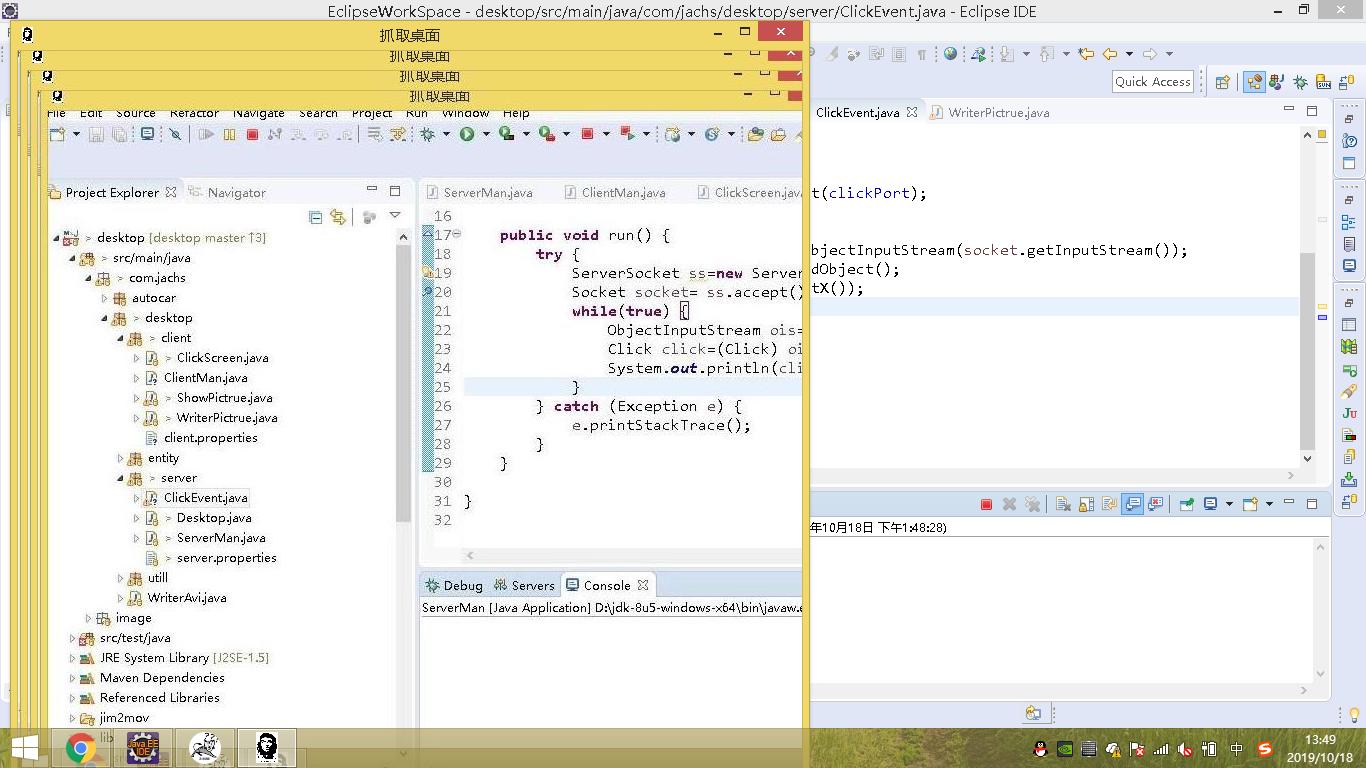 EclipseWorkSpace - desktop/src/main/java/com/jachs/desktop/server/ClickEvent.java - Eclipse IDE
抓取桌面
抓取桌面
抓取桌面
抓取桌面
File Edit Source Refactor Navigate Search Project Run Window Help
Quick Access
ClickEvent.java WriterPictrue.java
Project Explorer Navigator
ServerMan.java ClientMan.java ClickScreen.java
> desktop [desktop master ↑3]
> src/main/java
> com.jachs
autocar
> desktop
> client
> ClickScreen.java
ClientMan.java
> ShowPictrue.java
> WriterPictrue.java
client.properties
entity
> server
ClickEvent.java
> Desktop.java
> ServerMan.java
> server.properties
utill
WriterAvi.java
image
src/test/java
JRE System Library [J2SE-1.5]
Maven Dependencies
Referenced Libraries
jim2mov
lib
16
17 public void run() {
18 try {
19 ServerSocket ss=new Server
20 Socket socket= ss.accept()
21 while(true) {
22 ObjectInputStream ois=
23 Click click=(Click) oi
24 System.out.println(cli
25 }
26 } catch (Exception e) {
27 e.printStackTrace();
28 }
29 }
30
31 }
32
t(clickPort);
bjectInputStream(socket.getInputStream());
dObject();
tX());
Debug Servers Console
ServerMan [Java Application] D:\jdk-8u5-windows-x64\bin\javaw.e
年10月18日 下午1:48:28)
Java EE
IDE
中
13:49
2019/10/18